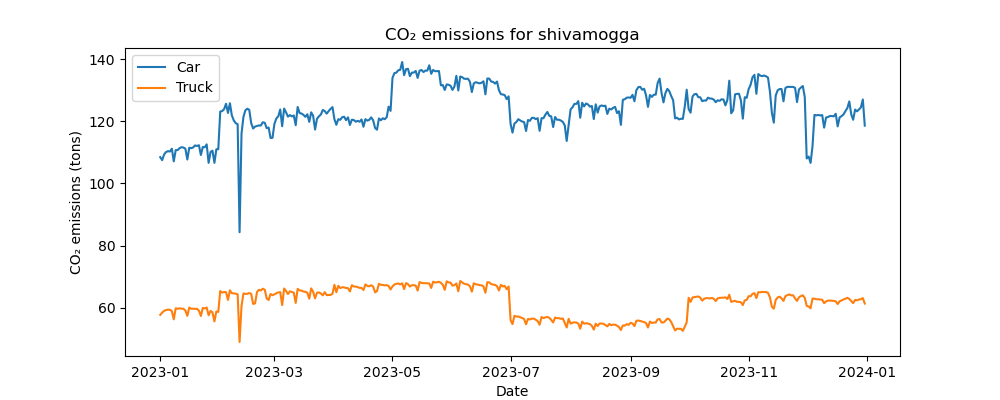 CO₂ emissions for shivamogga
Car
Truck
CO₂ emissions (tons)
140
120
100
80
60
2023-01
2023-03
2023-05
2023-07
2023-09
2023-11
2024-01
Date